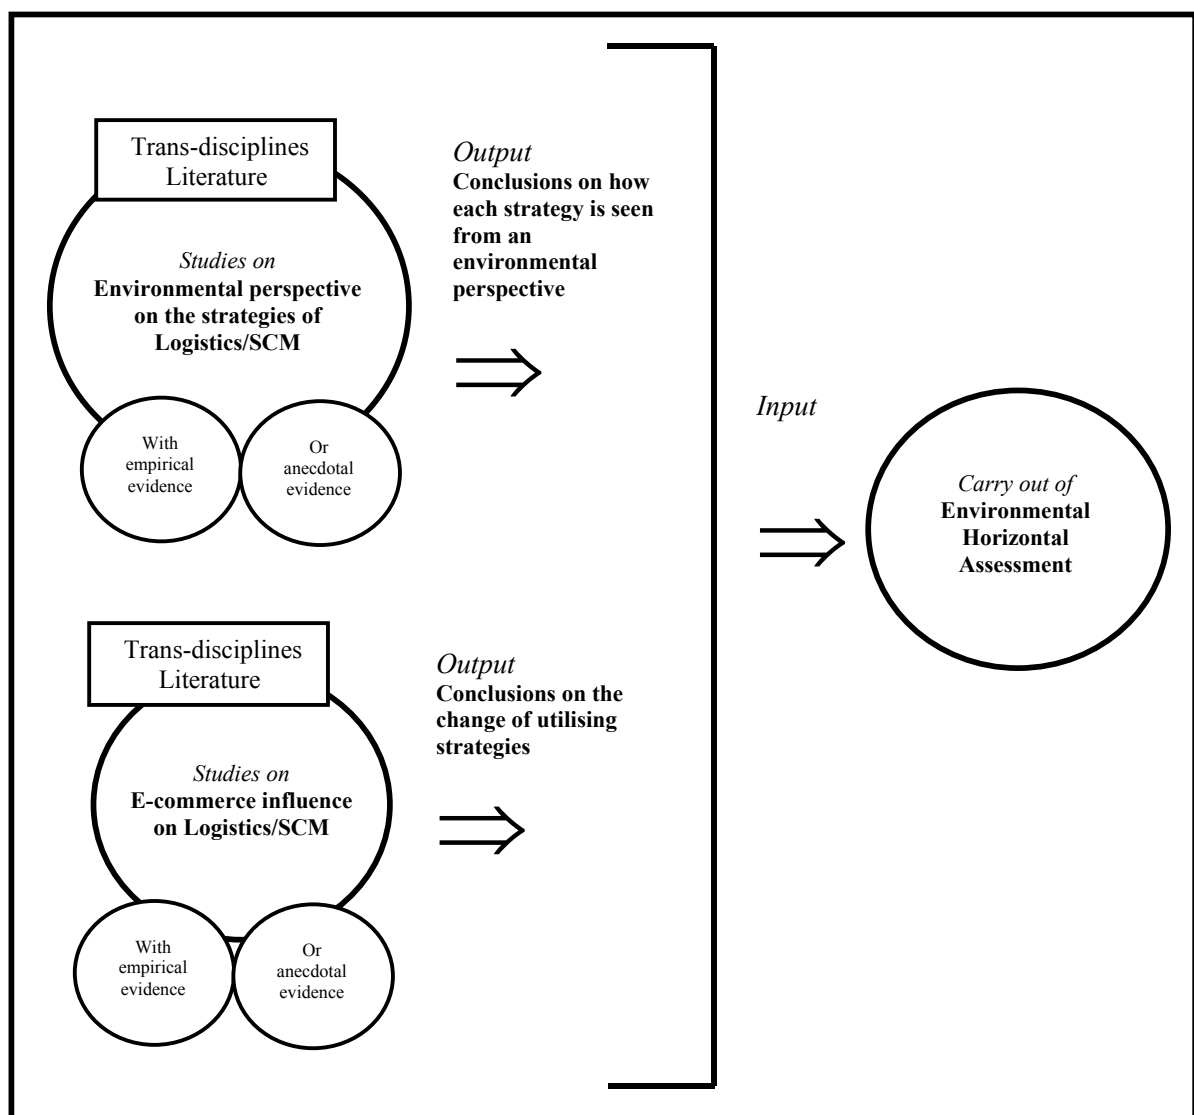 Trans-disciplines
Literature
Studies on
Environmental perspective
on the strategies of
Logistics/SCM
With
empirical
evidence
Or
anecdotal
evidence
Output
Conclusions on how
each strategy is seen
from an
environmental
perspective
Trans-disciplines
Literature
Studies on
E-commerce influence
on Logistics/SCM
With
empirical
evidence
Or
anecdotal
evidence
Output
Conclusions on the
change of utilising
strategies
Input
Carry out of
Environmental
Horizontal
Assessment